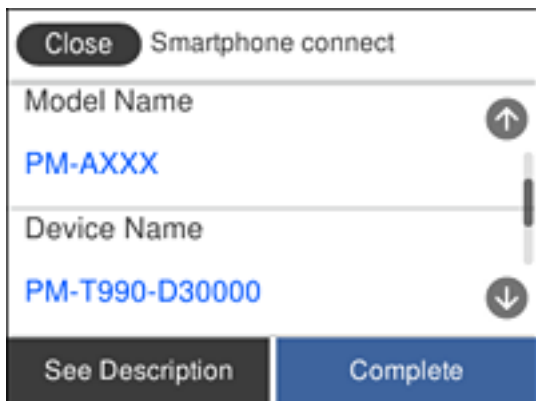 Close Smartphone connect
Model Name
PM-AXXX
Device Name
PM-T990-D30000
See Description Complete